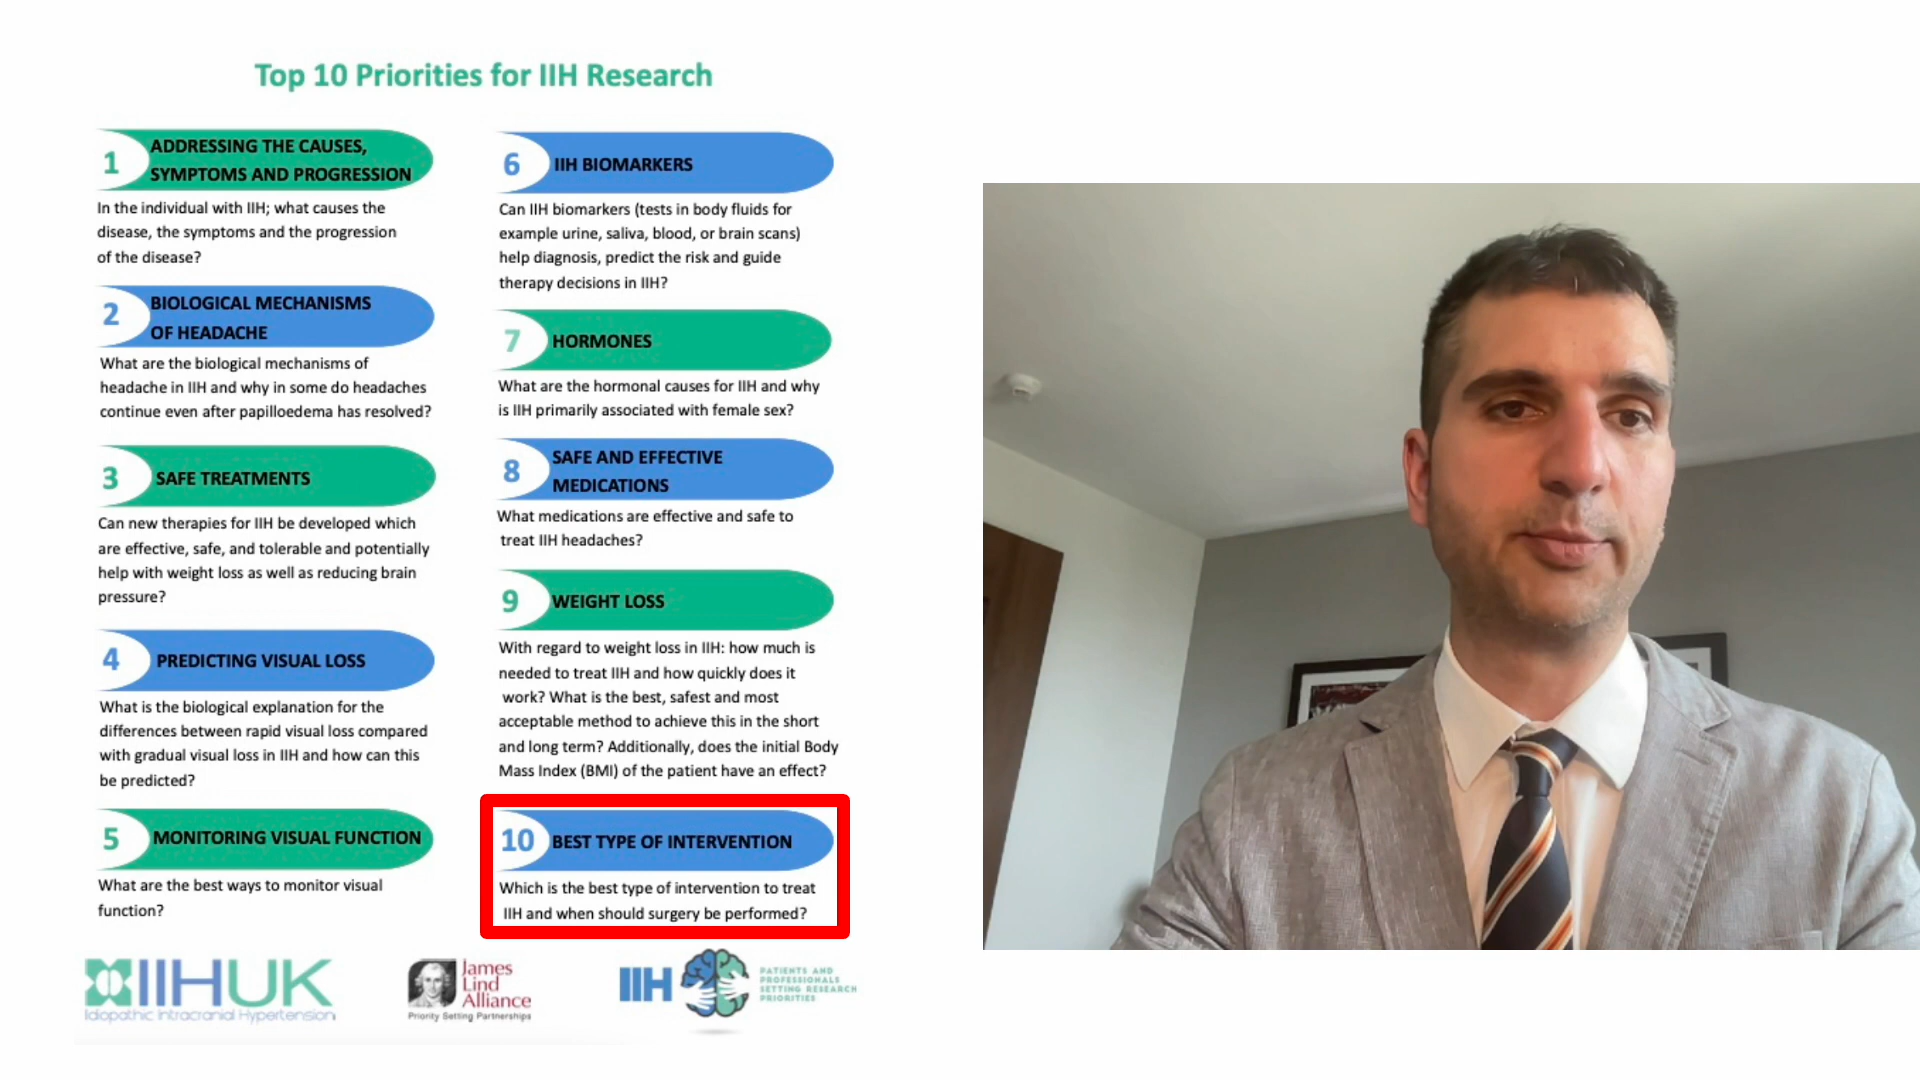 Top 10 Priorities for IIH Research
1
ADDRESSING THE CAUSES,
SYMPTOMS AND PROGRESSION
In the individual with IIH; what causes the
disease, the symptoms and the progression
of the disease?
2
BIOLOGICAL MECHANISMS
OF HEADACHE
What are the biological mechanisms of
headache in IIH and why in some do headaches
continue even after papilloedema has resolved?
3
SAFE TREATMENTS
Can new therapies for IIH be developed which
are effective, safe, and tolerable and potentially
help with weight loss as well as reducing brain
pressure?
4
PREDICTING VISUAL LOSS
What is the biological explanation for the
differences between rapid visual loss compared
with gradual visual loss in IIH and how can this
be predicted?
5
MONITORING VISUAL FUNCTION
What are the best ways to monitor visual
function?
6
IIH BIOMARKERS
Can IIH biomarkers (tests in body fluids for
example urine, saliva, blood, or brain scans)
help diagnosis, predict the risk and guide
therapy decisions in IIH?
7
HORMONES
What are the hormonal causes for IIH and why
is IIH primarily associated with female sex?
8
SAFE AND EFFECTIVE
MEDICATIONS
What medications are effective and safe to
treat IIH headaches?
9
WEIGHT LOSS
With regard to weight loss in IIH: how much is
needed to treat IIH and how quickly does it
work? What is the best, safest and most
acceptable method to achieve this in the short
and long term? Additionally, does the initial Body
Mass Index (BMI) of the patient have an effect?
10
BEST TYPE OF INTERVENTION
Which is the best type of intervention to treat
IIH and when should surgery be performed?
IIHUK
Idiopathic Intracranial Hypertension
James
Lind
Alliance
Priority Setting Partnerships
IIH
PATIENTS AND
PROFESSIONALS
SETTING RESEARCH
PRIORITIES